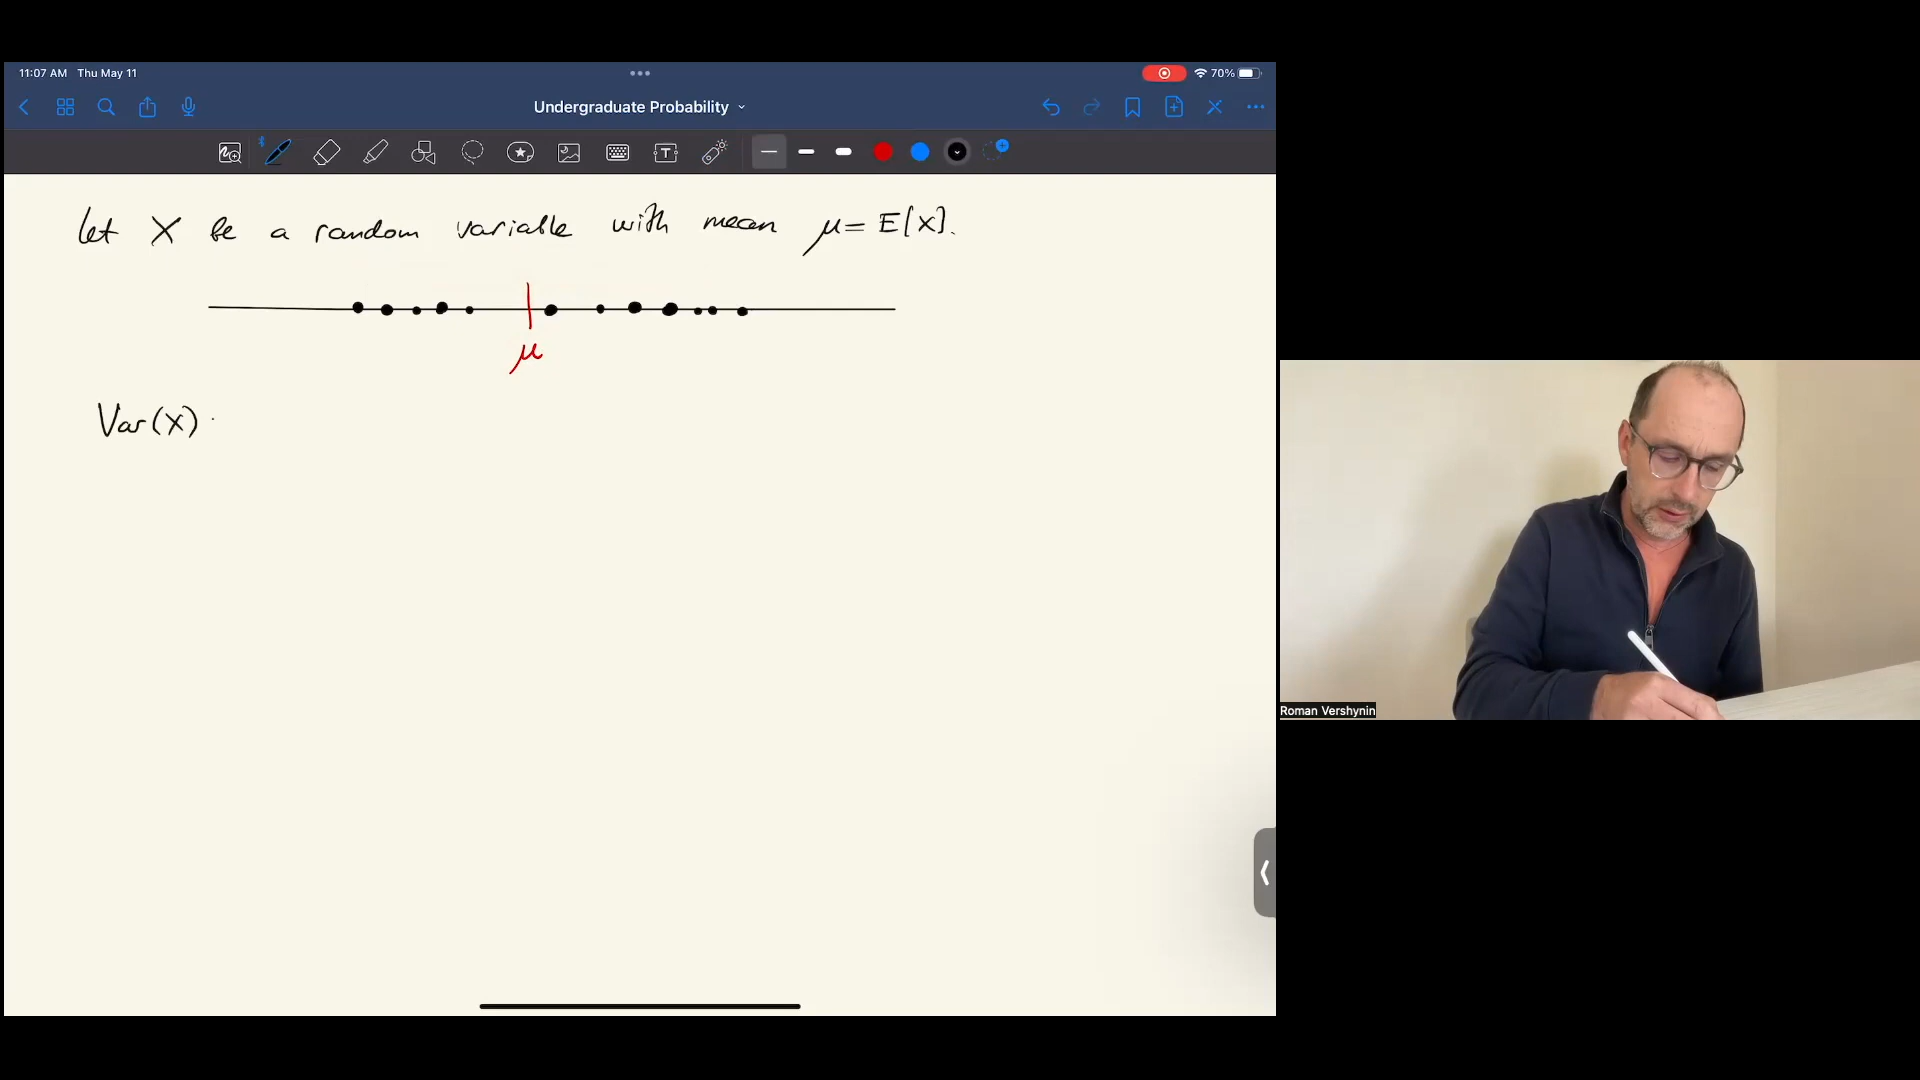 11:07 AM Thu May 11
70%
Undergraduate Probability
Let X be a random variable with mean μ = E[X].
μ
Var(X)
Roman Vershynin